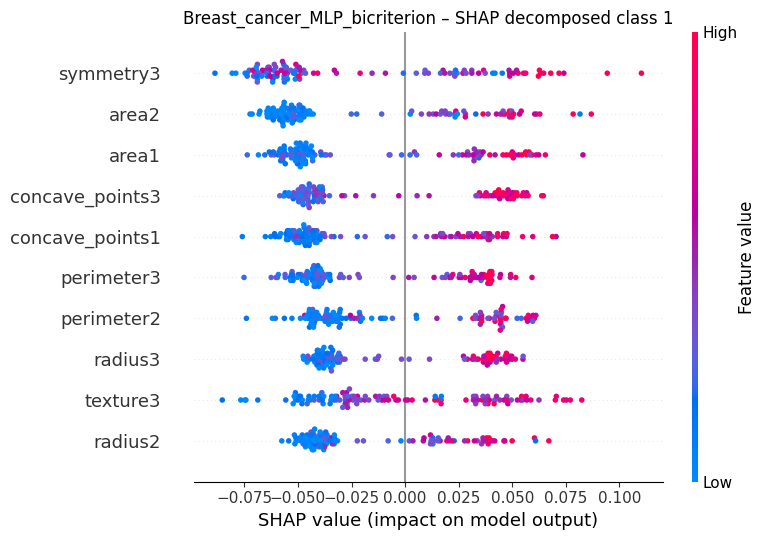 Breast_cancer_MLP_bicriterion – SHAP decomposed class 1
High
symmetry3
area2
area1
concave_points3
concave_points1
perimeter3
perimeter2
radius3
texture3
radius2
Feature value
Low
−0.075 −0.050 −0.025 0.000 0.025 0.050 0.075 0.100
SHAP value (impact on model output)